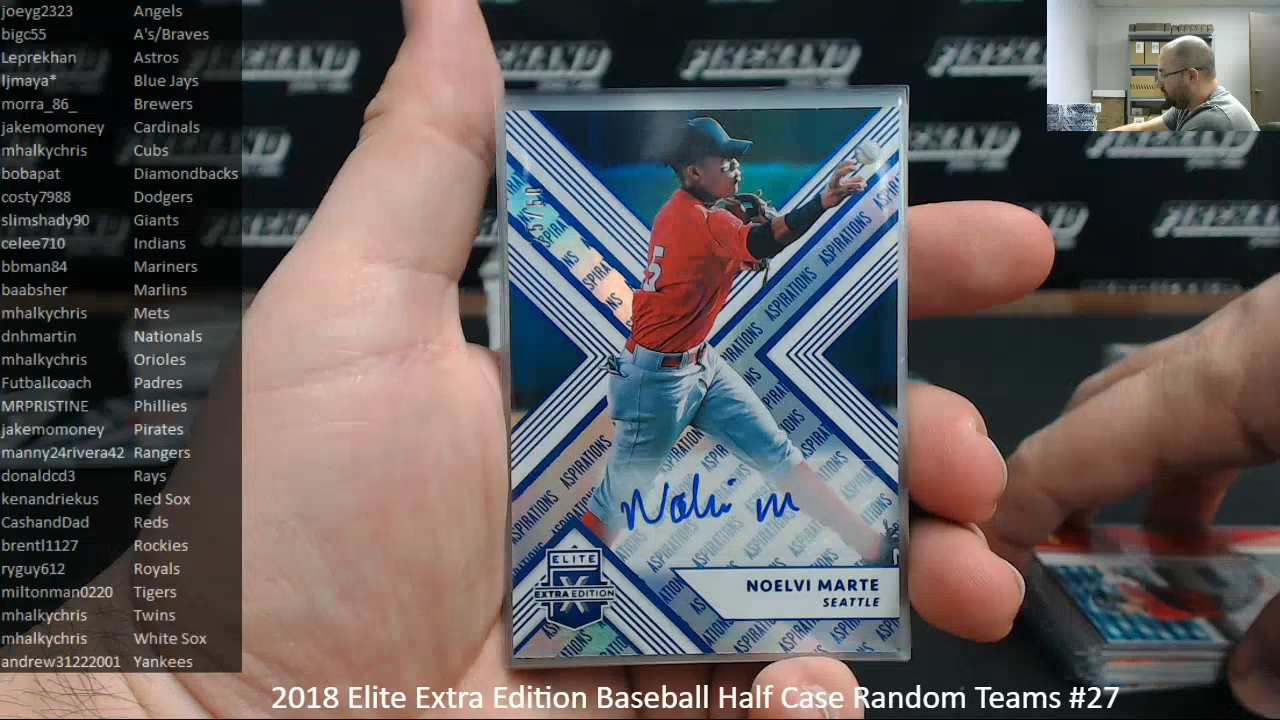 joeyg2323 Angels
bigc55 A's/Braves
Leprekhan Astros
ljmaya* Blue Jays
morra_86_ Brewers
jakemomoney Cardinals
mhalkychris Cubs
bobapat Diamondbacks
costy7988 Dodgers
slimshady90 Giants
celee710 Indians
bbman84 Mariners
baabsher Marlins
mhalkychris Mets
dnhmartin Nationals
mhalkychris Orioles
Futballcoach Padres
MRPRISTINE Phillies
jakemomoney Pirates
manny24rivera42 Rangers
donaldcd3 Rays
kenandriekus Red Sox
CashandDad Reds
brentl1127 Rockies
ryguy612 Royals
miltonman0220 Tigers
mhalkychris Twins
mhalkychris White Sox
andrew31222001 Yankees
FIREHAND
ASPIRATIONS
5
Noelvi m
ELITE
X
EXTRA EDITION
NOELVI MARTE
SEATTLE
2018 Elite Extra Edition Baseball Half Case Random Teams #27